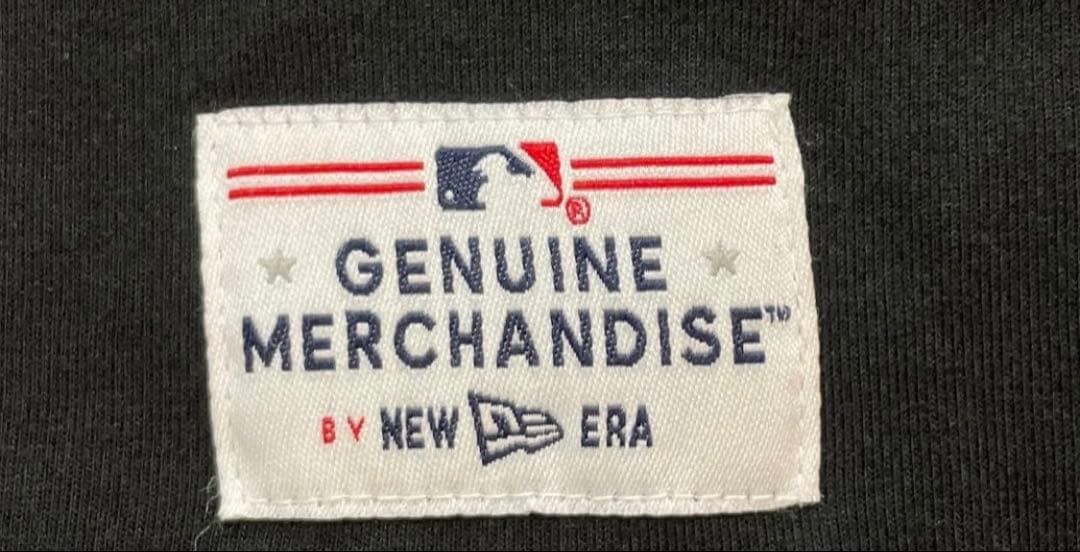 ®
GENUINE
MERCHANDISE™
BY NEW ERA